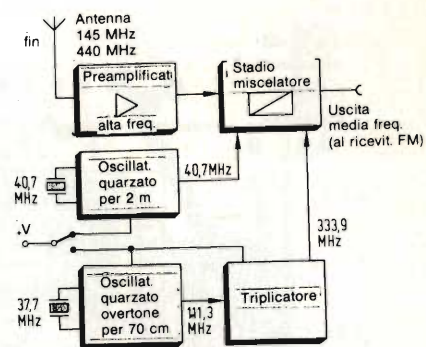 Antenna
145 MHz
440 MHz
fin
Preamplificat
alta freq.
Stadio
miscelatore
Uscita
media freq.
(al ricevit. FM)
40,7
MHz
Oscillat.
quarzato
per 2 m
40,7MHz
333,9
MHz
+V
37,7
MHz
Oscillat.
quarzato
overtone
per 70 cm
111,3
MHz
Triplicatore